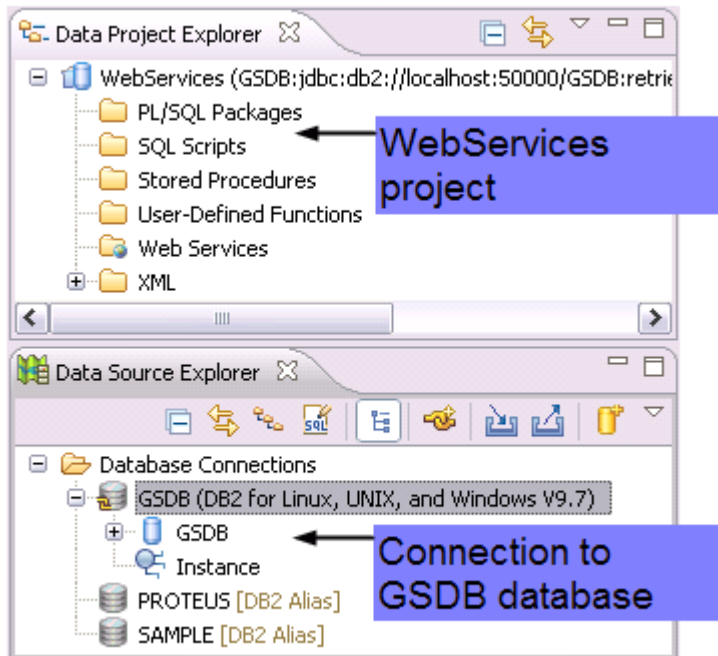 Data Project Explorer
WebServices (GSDB:jdbc:db2://localhost:50000/GSDB:retrie
PL/SQL Packages
SQL Scripts
Stored Procedures
User-Defined Functions
Web Services
XML
WebServices
project
Data Source Explorer
SQL
Database Connections
GSDB (DB2 for Linux, UNIX, and Windows V9.7)
GSDB
Instance
PROTEUS [DB2 Alias]
SAMPLE [DB2 Alias]
Connection to
GSDB database